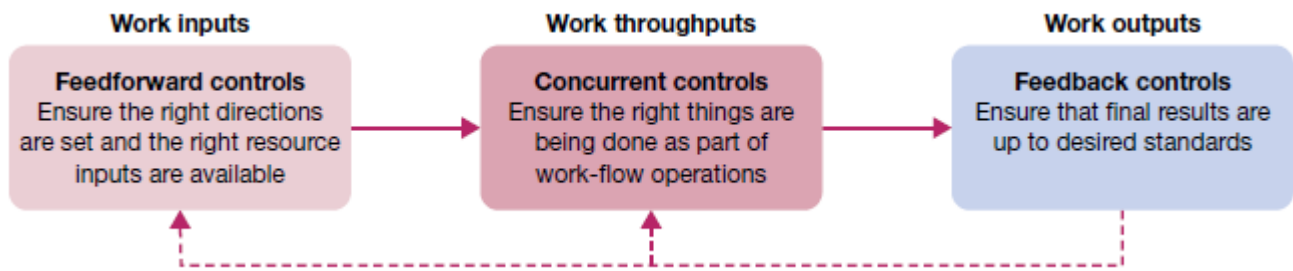 Work inputs
Feedforward controls
Ensure the right directions
are set and the right resource
inputs are available
Work throughputs
Concurrent controls
Ensure the right things are
being done as part of
work-flow operations
Work outputs
Feedback controls
Ensure that final results are
up to desired standards